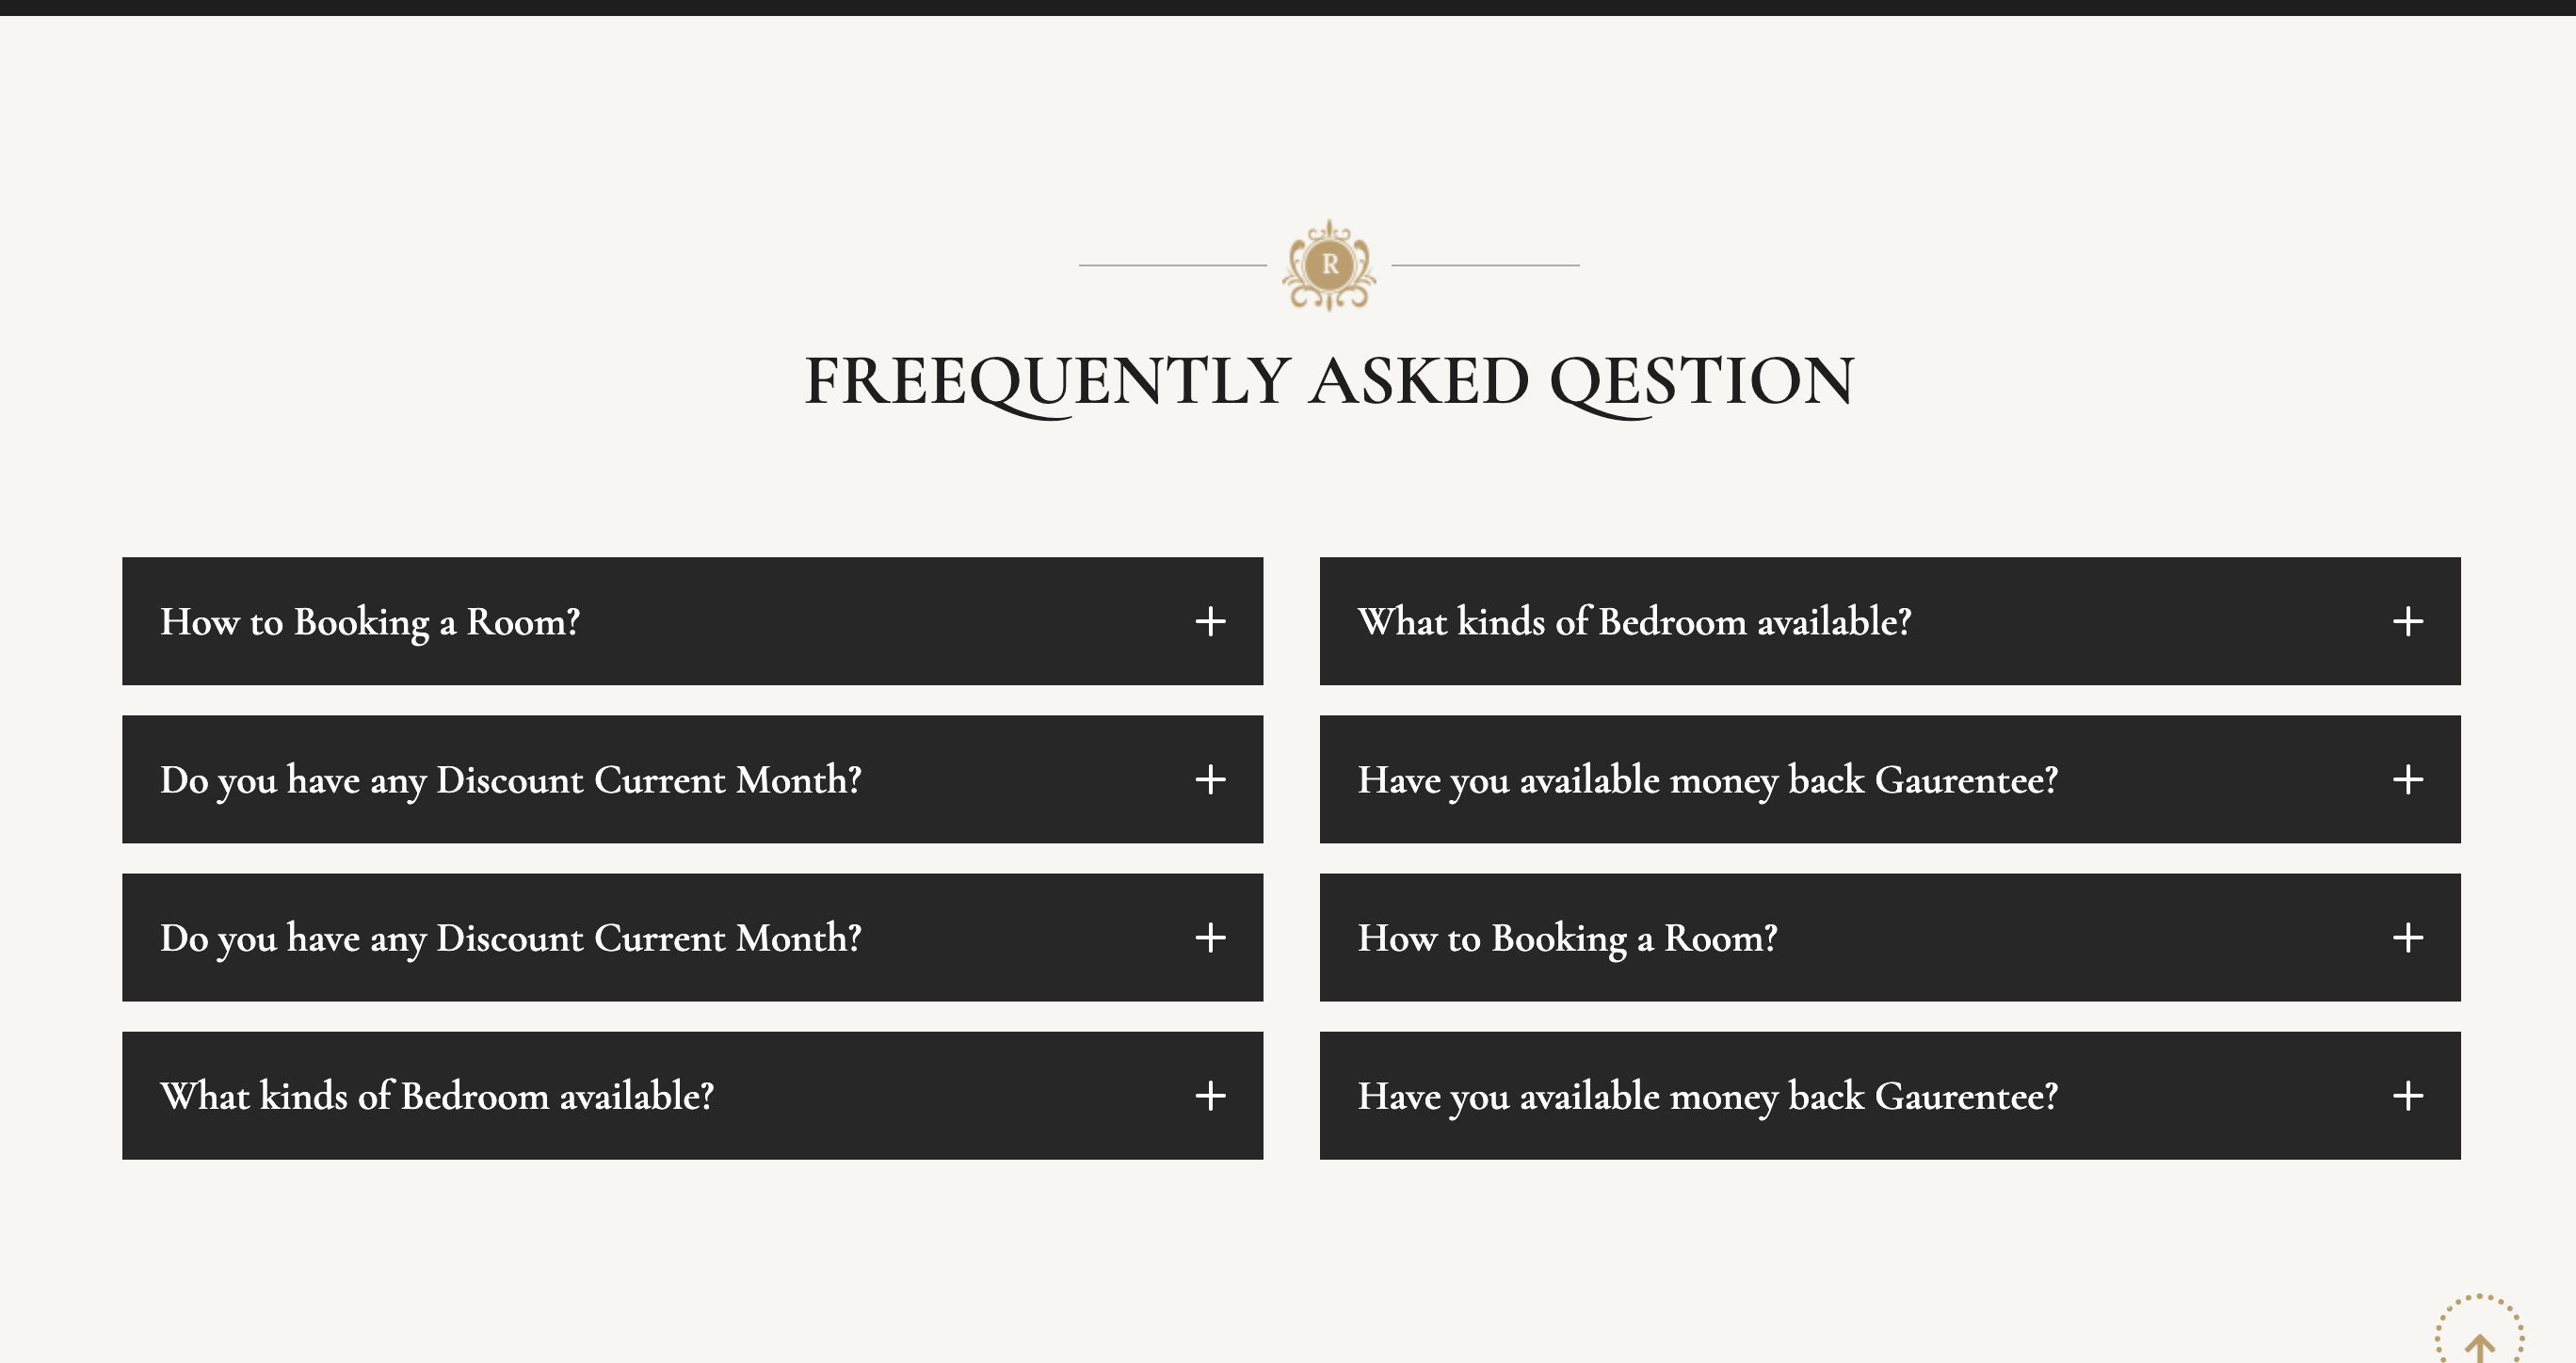 R
FREEQUENTLY ASKED QESTION
How to Booking a Room?
What kinds of Bedroom available?
Do you have any Discount Current Month?
Have you available money back Gaurentee?
Do you have any Discount Current Month?
How to Booking a Room?
What kinds of Bedroom available?
Have you available money back Gaurentee?